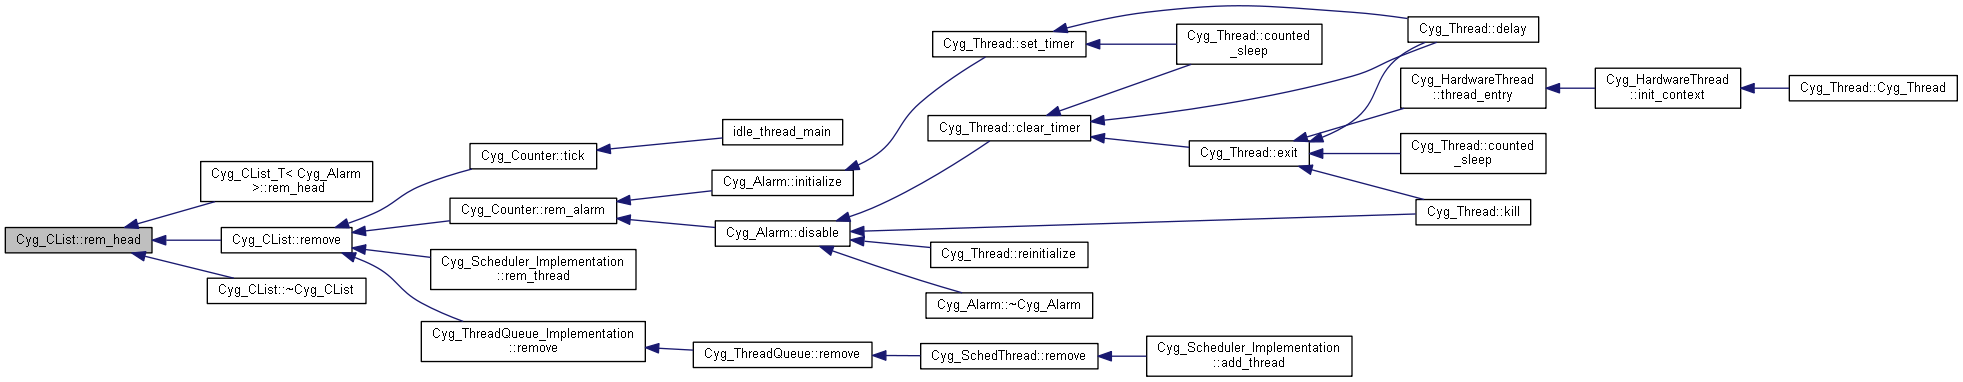 Cyg_CList::rem_head
Cyg_CList_T< Cyg_Alarm
>::rem_head
Cyg_CList::remove
Cyg_CList::~Cyg_CList
Cyg_Counter::tick
Cyg_Counter::rem_alarm
Cyg_Scheduler_Implementation
::rem_thread
Cyg_ThreadQueue_Implementation
::remove
idle_thread_main
Cyg_Alarm::initialize
Cyg_Alarm::disable
Cyg_ThreadQueue::remove
Cyg_Thread::set_timer
Cyg_Thread::clear_timer
Cyg_Thread::reinitialize
Cyg_Alarm::~Cyg_Alarm
Cyg_SchedThread::remove
Cyg_Thread::counted
_sleep
Cyg_Thread::exit
Cyg_Scheduler_Implementation
::add_thread
Cyg_Thread::delay
Cyg_HardwareThread
::thread_entry
Cyg_Thread::counted
_sleep
Cyg_Thread::kill
Cyg_HardwareThread
::init_context
Cyg_Thread::Cyg_Thread